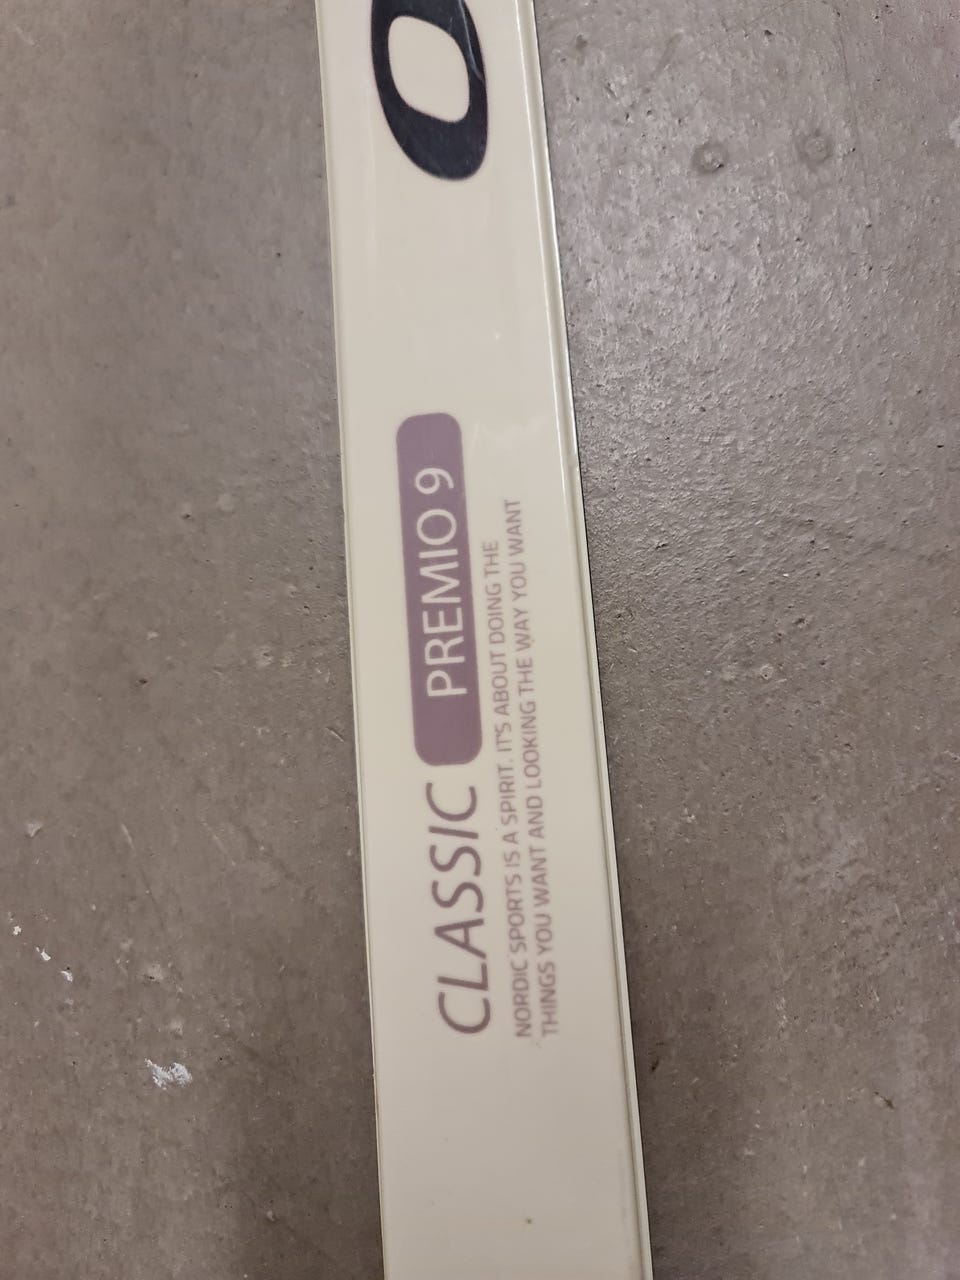 CLASSIC PREMIO 9
NORDIC SPORTS IS A SPIRIT. IT'S ABOUT DOING THE
THINGS YOU WANT AND LOOKING THE WAY YOU WANT